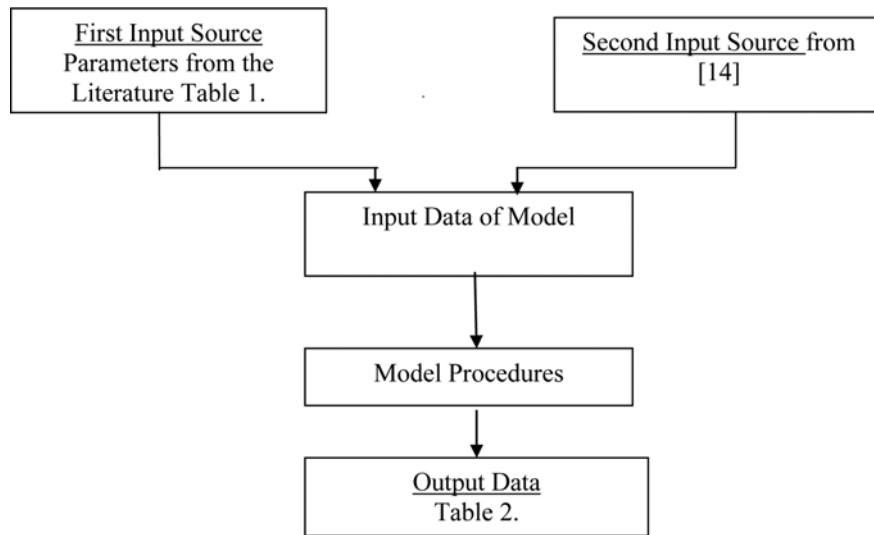 First Input Source
Parameters from the
Literature Table 1.
Second Input Source from
[14]
Input Data of Model
Model Procedures
Output Data
Table 2.